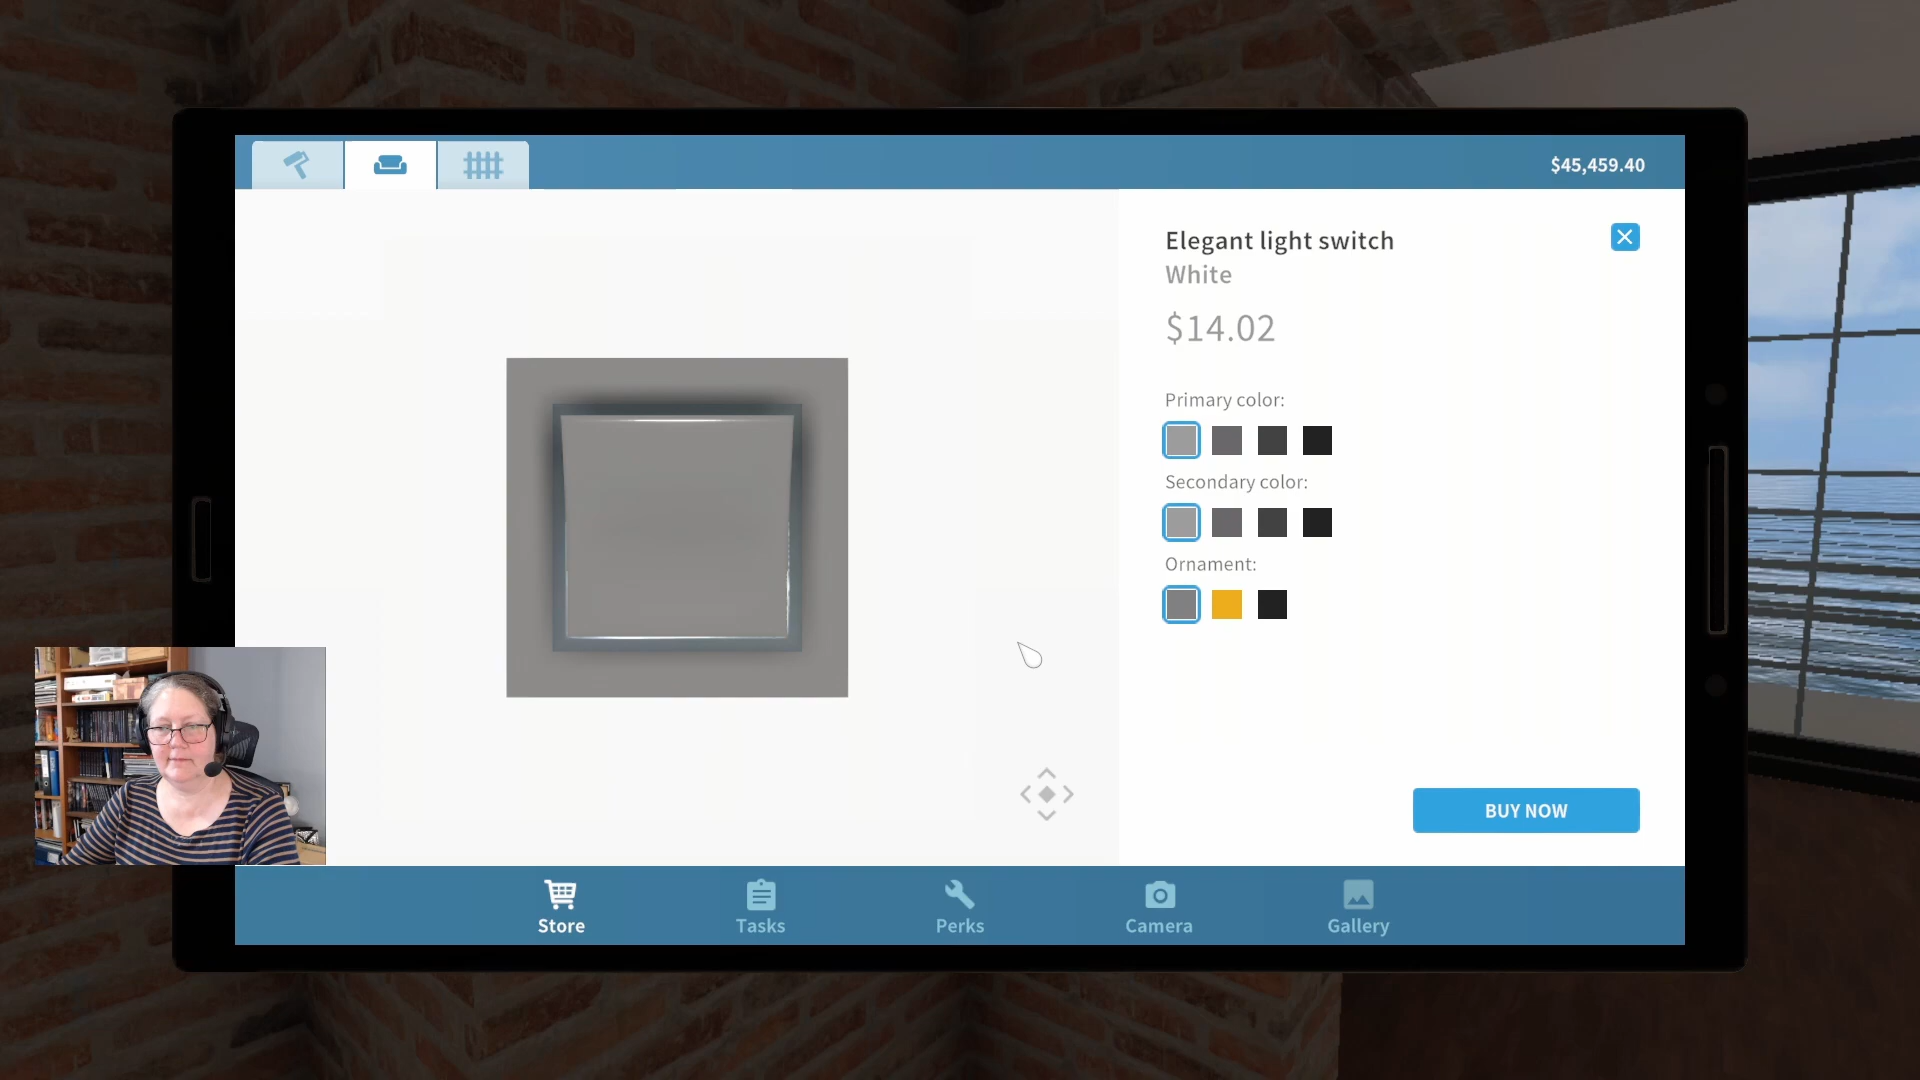 $45,459.40
Elegant light switch
White
$14.02
Primary color:
Secondary color:
Ornament:
BUY NOW
Store
Tasks
Perks
Camera
Gallery